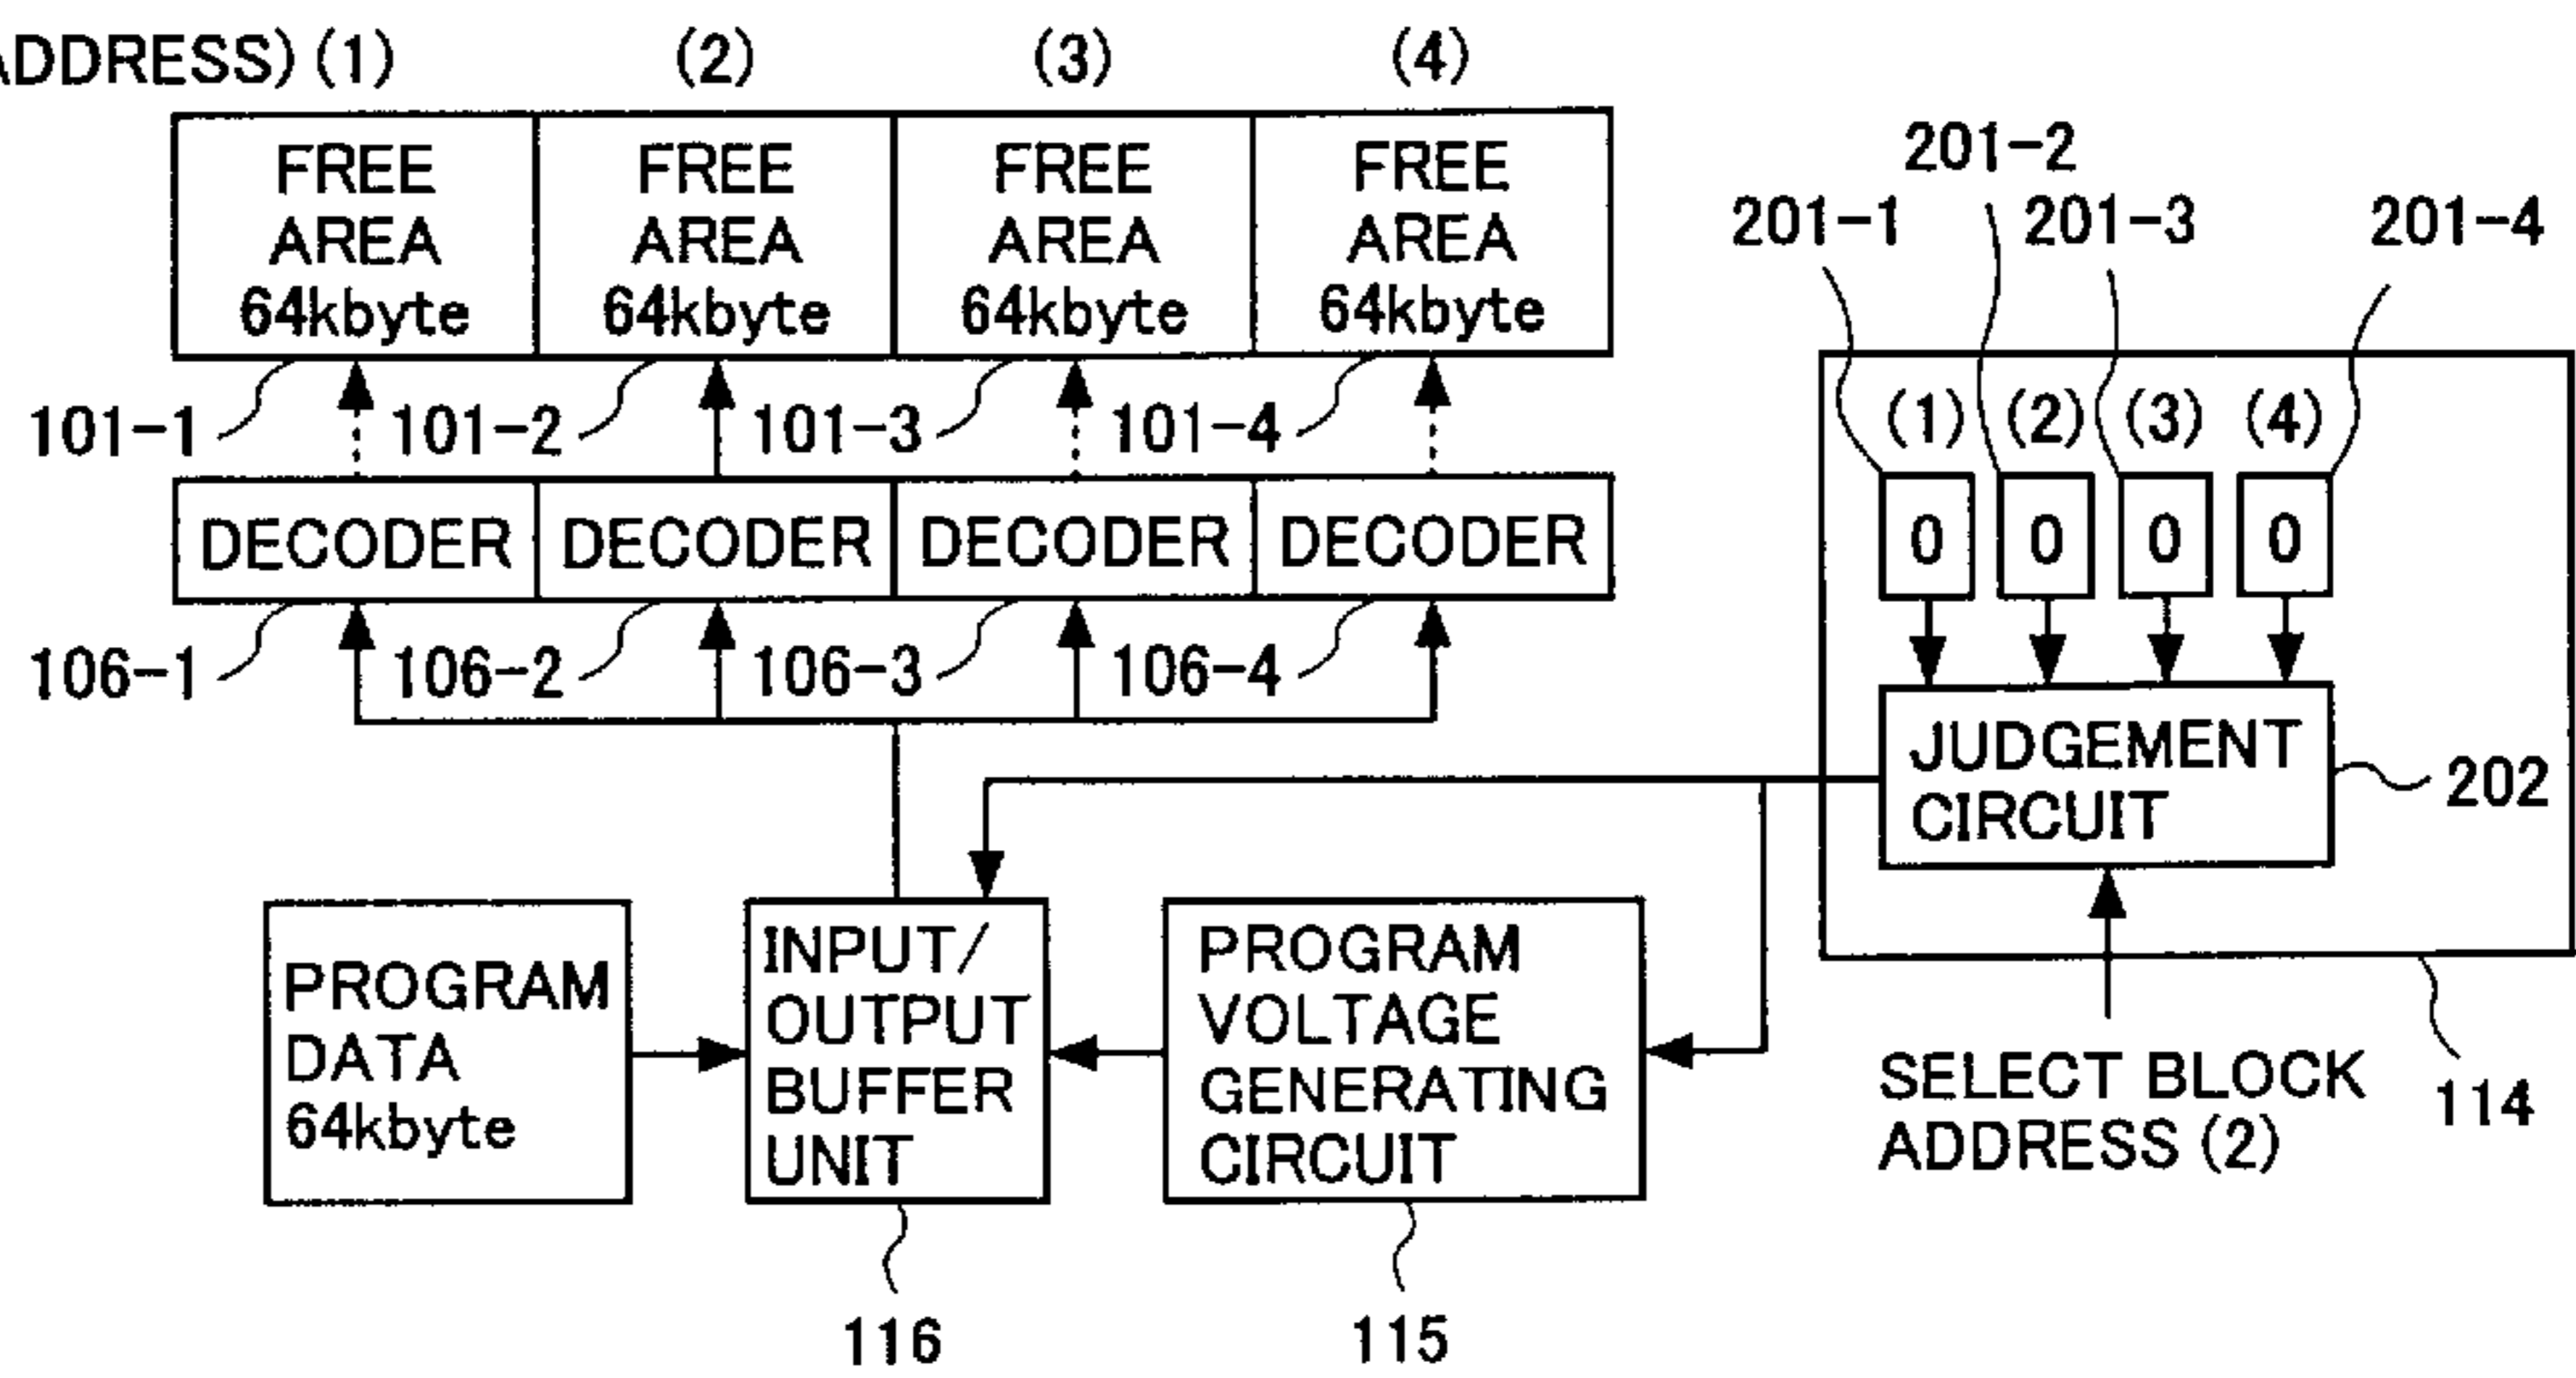 ADDRESS) (1) (2) (3) (4)
FREE AREA 64kbyte
FREE AREA 64kbyte
FREE AREA 64kbyte
FREE AREA 64kbyte
101-1 101-2 101-3 101-4
DECODER DECODER DECODER DECODER
106-1 106-2 106-3 106-4
201-1 201-2 201-3 201-4
(1) (2) (3) (4)
0 0 0 0
JUDGEMENT
CIRCUIT
202
SELECT BLOCK
ADDRESS (2)
114
PROGRAM
DATA
64kbyte
INPUT/
OUTPUT
BUFFER
UNIT
116
PROGRAM
VOLTAGE
GENERATING
CIRCUIT
115